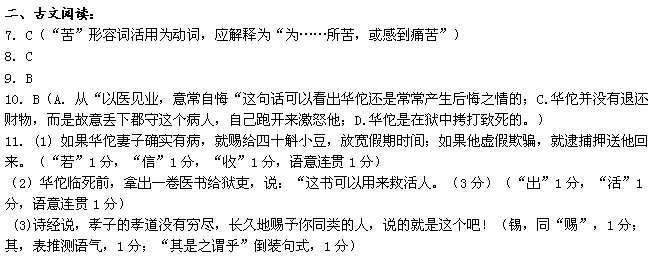 二、古文阅读：
7. C（“苦”形容词活用为动词，应解释为“为……所苦，或感到痛苦”）
8. C
9. B
10. B（A. 从“以医见业，意常自悔“这句话可以看出华佗还是常常产生后悔之情的；C.华佗并没有退还
财物，而是故意丢下郡守这个病人，自己跑开来激怒他；D.华佗是在狱中拷打致死的。）
11. (1) 如果华佗妻子确实有病，就赐给四十斛小豆，放宽假期时间；如果他虚假欺骗，就逮捕押送他回
来。（“若”1分，“信”1分，“收”1分，语意连贯1分）
（2）华佗临死前，拿出一卷医书给狱吏，说：“这书可以用来救活人。（3分）（“出”1分，“活”1
分，语意连贯1分）
(3)诗经说，孝子的孝道没有穷尽，长久地赐予你同类的人，说的就是这个吧！（锡，同“赐”，1分；
其，表推测语气，1分；“其是之谓乎”倒装句式，1分）